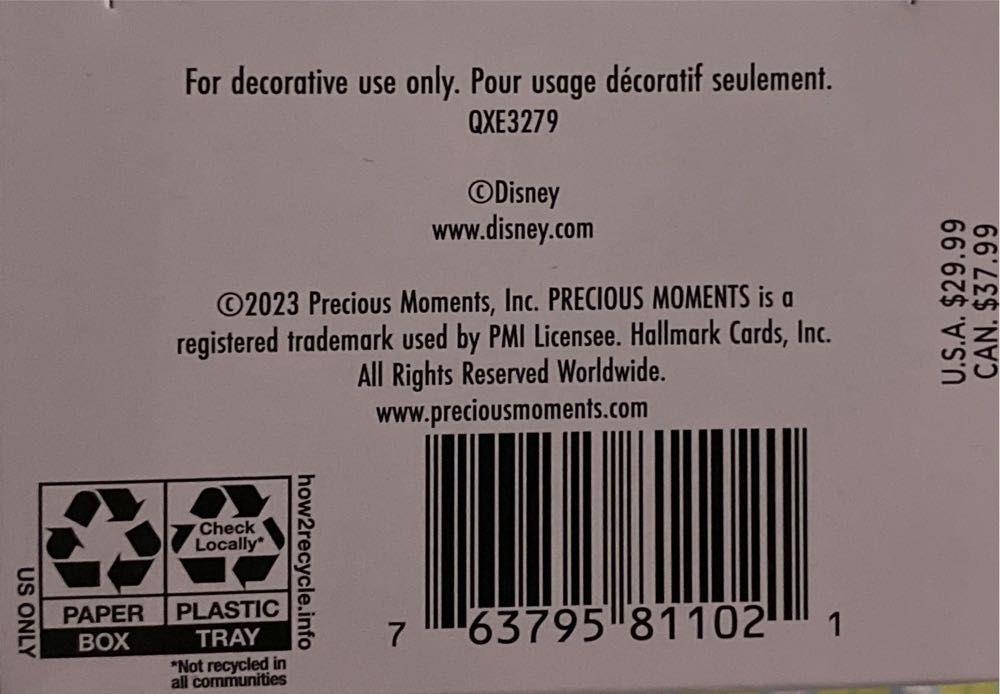 For decorative use only. Pour usage décoratif seulement.
QXE3279
©Disney
www.disney.com
©2023 Precious Moments, Inc. PRECIOUS MOMENTS is a
registered trademark used by PMI Licensee. Hallmark Cards, Inc.
All Rights Reserved Worldwide.
www.preciousmoments.com
U.S.A. $29.99
CAN. $37.99
US ONLY
Check
Locally*
PAPER
BOX
PLASTIC
TRAY
*Not recycled in
all communities
how2recycle.info
7 63795 81102 1